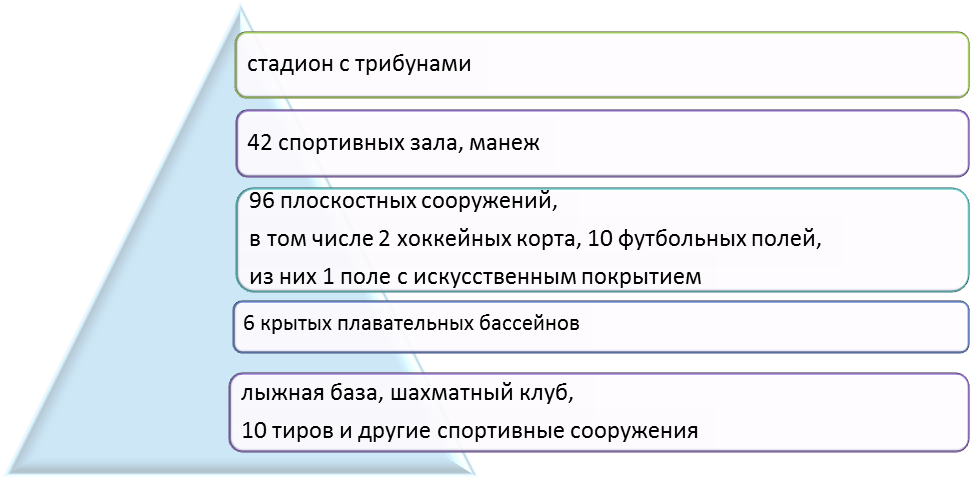 стадион с трибунами
42 спортивных зала, манеж
96 плоскостных сооружений,
в том числе 2 хоккейных корта, 10 футбольных полей,
из них 1 поле с искусственным покрытием
6 крытых плавательных бассейнов
лыжная база, шахматный клуб,
10 тиров и другие спортивные сооружения